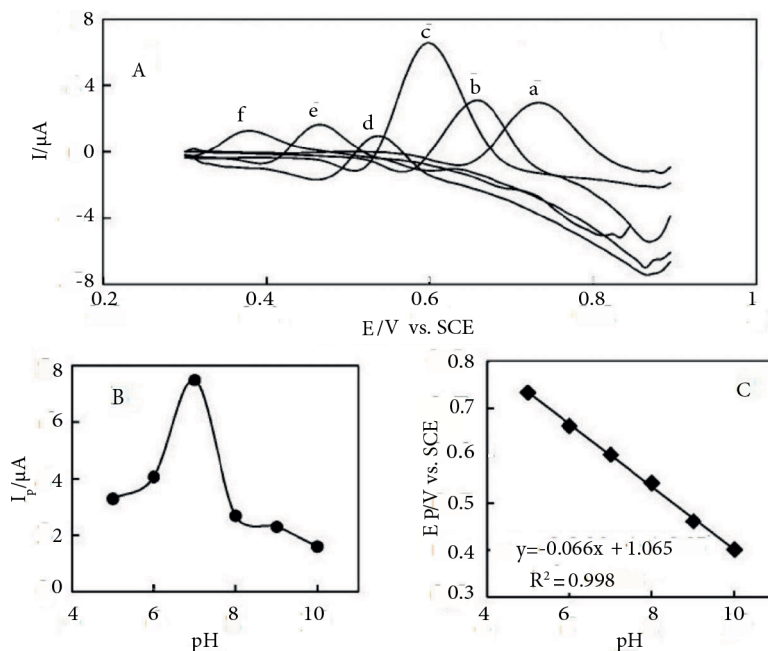 8
4
0
-4
-8
I/μA
A
a
b
c
d
e
f
0.2
0.4
0.6
0.8
1
E/V vs. SCE
8
6
4
2
0
Ip/μA
B
4
6
8
10
pH
0.8
0.7
0.6
0.5
0.4
0.3
E p/V vs. SCE
C
y=-0.066x + 1.065
R² = 0.998
4
6
8
10
pH